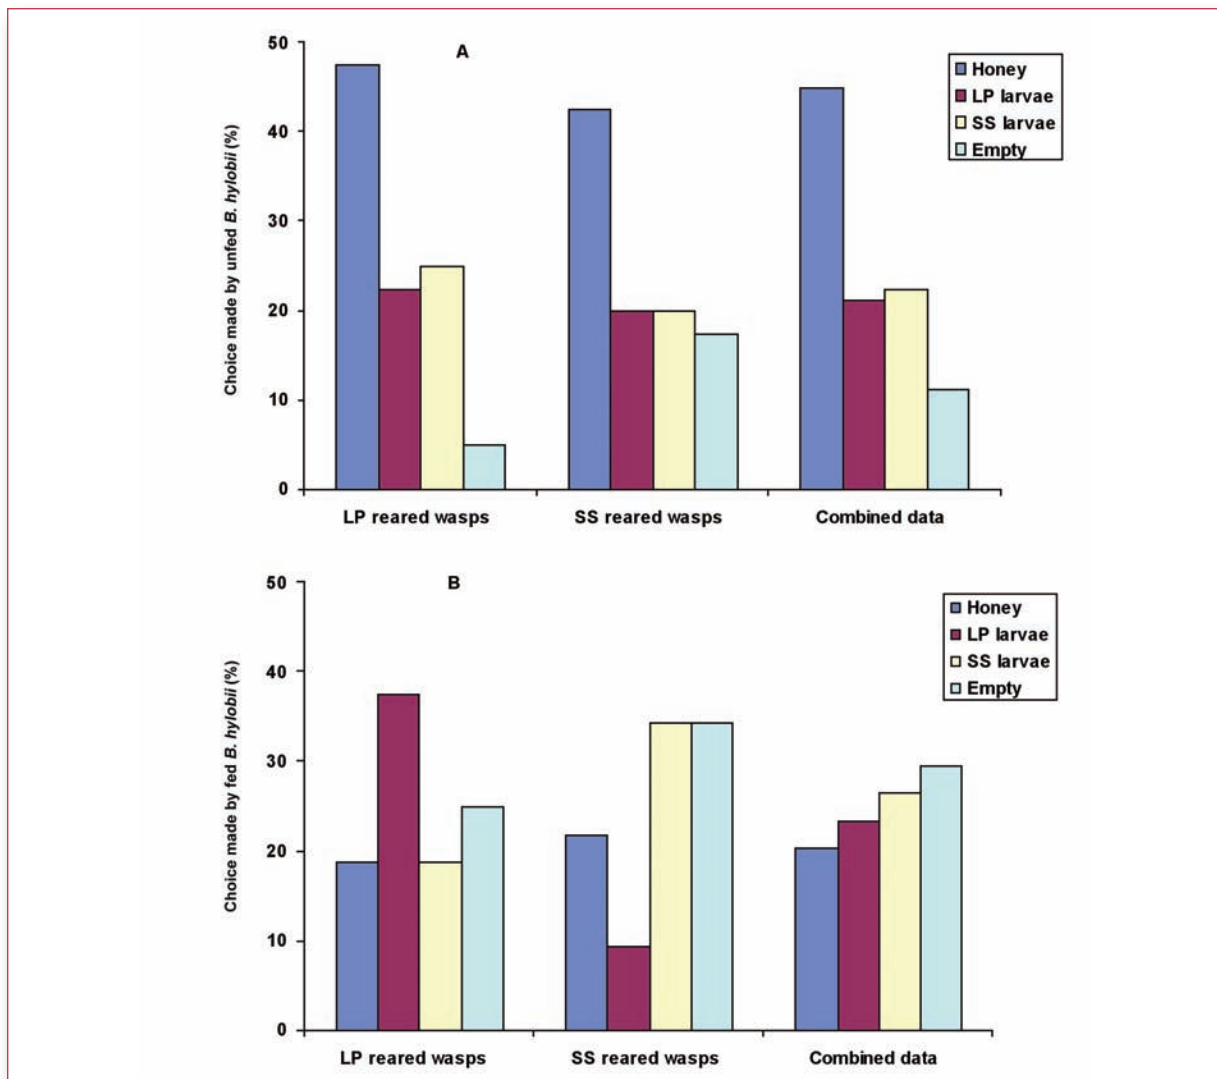 A
50
40
30
20
10
0
Choice made by unfed B. hylobii (%)
Honey
LP larvae
SS larvae
Empty
LP reared wasps
SS reared wasps
Combined data
B
50
40
30
20
10
0
Choice made by fed B. hylobii (%)
Honey
LP larvae
SS larvae
Empty
LP reared wasps
SS reared wasps
Combined data